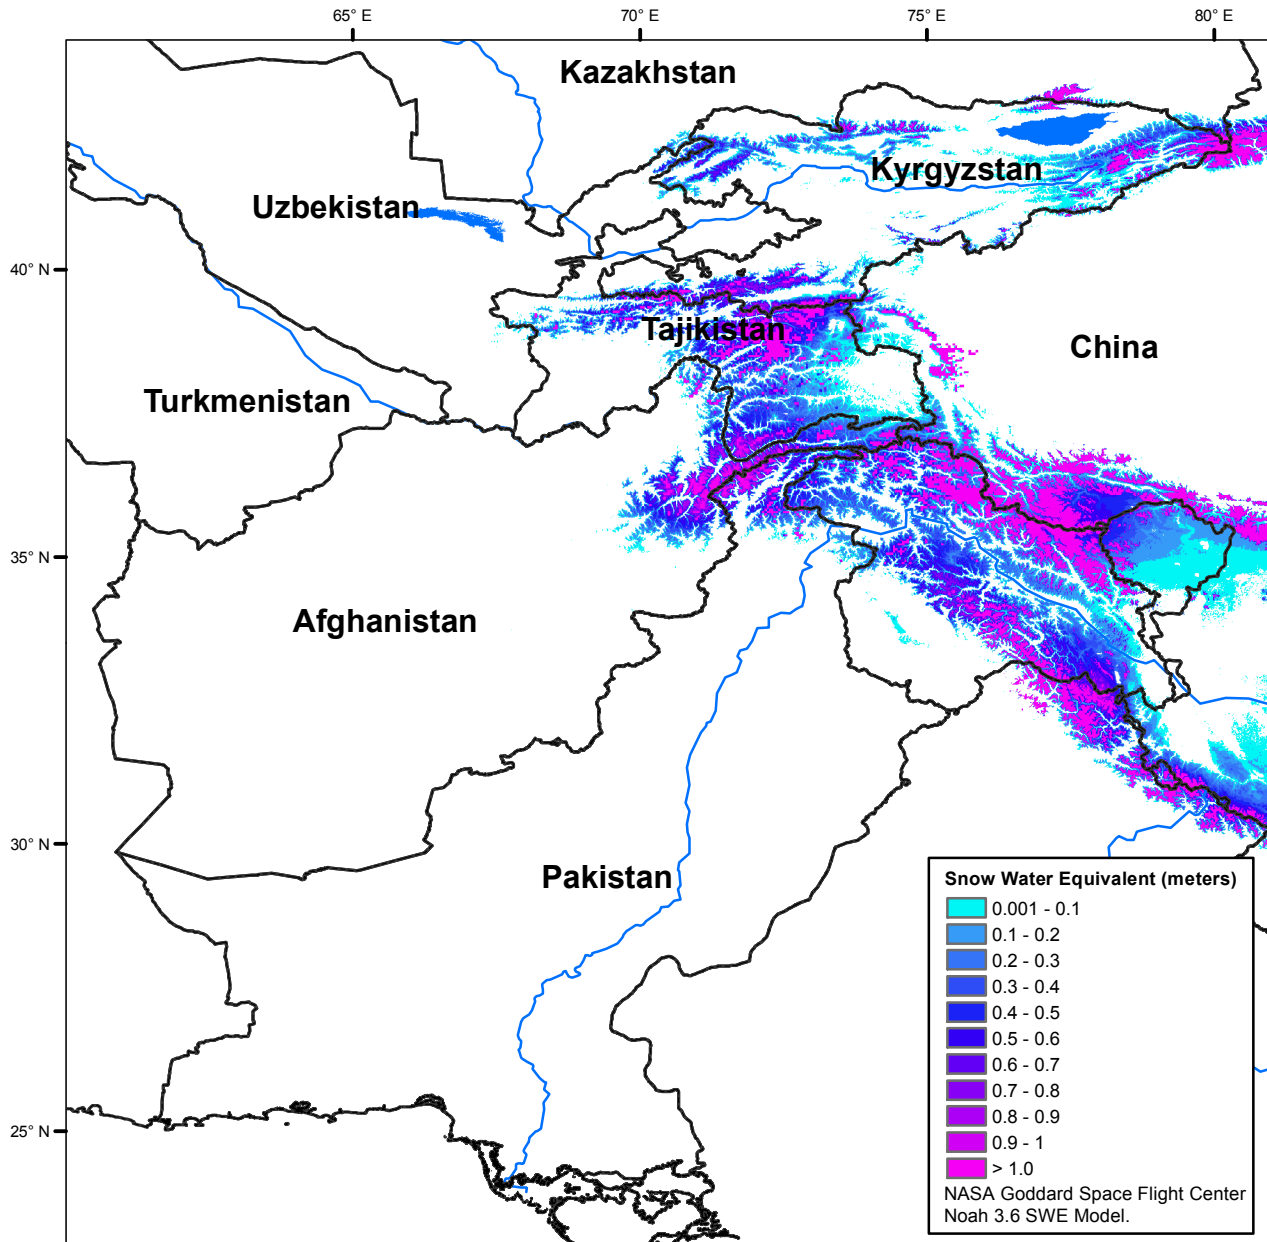 65° E
70° E
75° E
80° E
Kazakhstan
Kyrgyzstan
Uzbekistan
40° N
Tajikistan
China
Turkmenistan
35° N
Afghanistan
30° N
Pakistan
25° N
Snow Water Equivalent (meters)
0.001 - 0.1
0.1 - 0.2
0.2 - 0.3
0.3 - 0.4
0.4 - 0.5
0.5 - 0.6
0.6 - 0.7
0.7 - 0.8
0.8 - 0.9
0.9 - 1
> 1.0
NASA Goddard Space Flight Center
Noah 3.6 SWE Model.